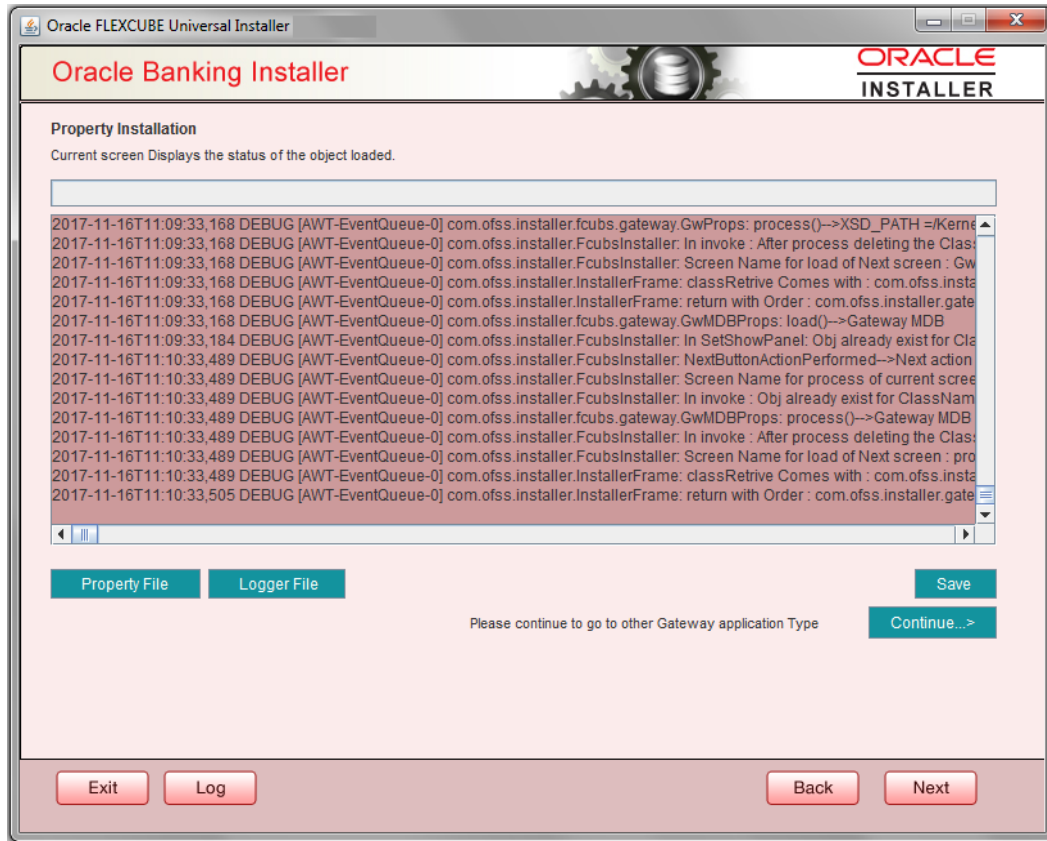 Oracle FLEXCUBE Universal Installer
Oracle Banking Installer
ORACLE
INSTALLER
Property Installation
Current screen Displays the status of the object loaded.
2017-11-16T11:09:33,168 DEBUG [AWT-EventQueue-0] com.ofss.installer.fcubs.gateway.GwProps: process()-->XSD_PATH =/Kerne
2017-11-16T11:09:33,168 DEBUG [AWT-EventQueue-0] com.ofss.installer.FcubsInstaller: In invoke : After process deleting the Clas
2017-11-16T11:09:33,168 DEBUG [AWT-EventQueue-0] com.ofss.installer.FcubsInstaller: Screen Name for load of Next screen : Gw
2017-11-16T11:09:33,168 DEBUG [AWT-EventQueue-0] com.ofss.installer.InstallerFrame: classRetrive Comes with : com.ofss.insta
2017-11-16T11:09:33,168 DEBUG [AWT-EventQueue-0] com.ofss.installer.InstallerFrame: return with Order : com.ofss.installer.gate
2017-11-16T11:09:33,168 DEBUG [AWT-EventQueue-0] com.ofss.installer.fcubs.gateway.GwMDBProps: load()-->Gateway MDB
2017-11-16T11:09:33,184 DEBUG [AWT-EventQueue-0] com.ofss.installer.FcubsInstaller: In SetShowPanel: Obj already exist for Cla
2017-11-16T11:10:33,489 DEBUG [AWT-EventQueue-0] com.ofss.installer.FcubsInstaller: NextButtonActionPerformed-->Next action
2017-11-16T11:10:33,489 DEBUG [AWT-EventQueue-0] com.ofss.installer.FcubsInstaller: Screen Name for process of current scree
2017-11-16T11:10:33,489 DEBUG [AWT-EventQueue-0] com.ofss.installer.FcubsInstaller: In invoke : Obj already exist for ClassNam
2017-11-16T11:10:33,489 DEBUG [AWT-EventQueue-0] com.ofss.installer.fcubs.gateway.GwMDBProps: process()-->Gateway MDB
2017-11-16T11:10:33,489 DEBUG [AWT-EventQueue-0] com.ofss.installer.FcubsInstaller: In invoke : After process deleting the Clas
2017-11-16T11:10:33,489 DEBUG [AWT-EventQueue-0] com.ofss.installer.FcubsInstaller: Screen Name for load of Next screen : pro
2017-11-16T11:10:33,489 DEBUG [AWT-EventQueue-0] com.ofss.installer.InstallerFrame: classRetrive Comes with : com.ofss.insta
2017-11-16T11:10:33,505 DEBUG [AWT-EventQueue-0] com.ofss.installer.InstallerFrame: return with Order : com.ofss.installer.gate
Property File Logger File Save
Please continue to go to other Gateway application Type Continue...>
Exit Log Back Next